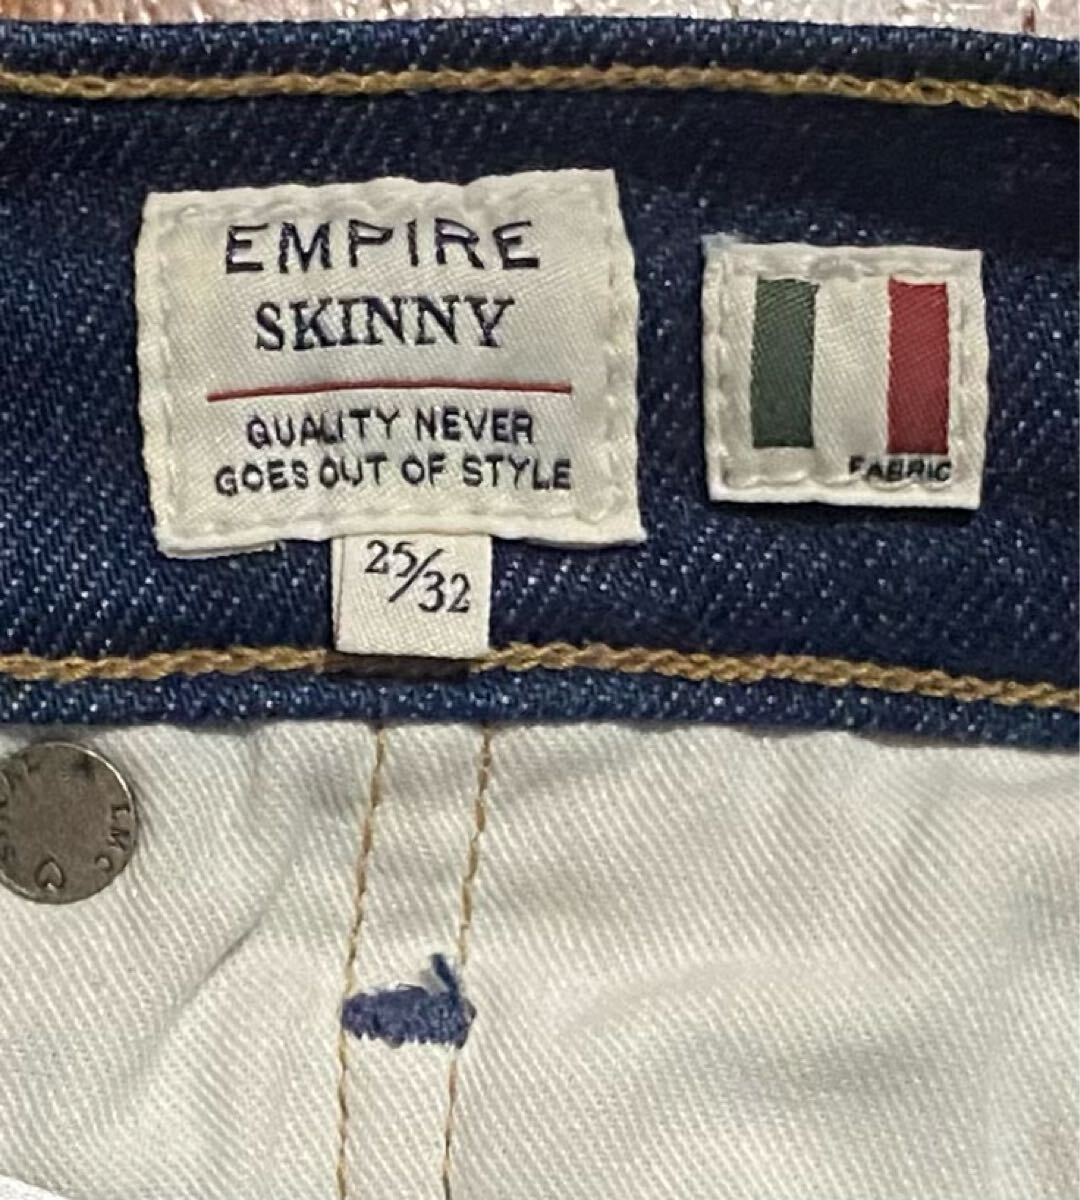 EMPIRE
SKINNY
QUALITY NEVER
GOES OUT OF STYLE
25/32
FABRIC
LMC